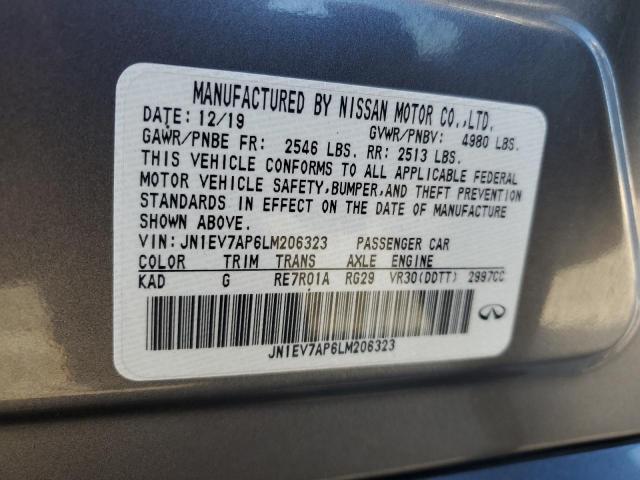 MANUFACTURED BY NISSAN MOTOR CO.,LTD.
DATE: 12/19 GVWR/PNBV: 4980 LBS.
GAWR/PNBE FR: 2546 LBS. RR: 2513 LBS.
THIS VEHICLE CONFORMS TO ALL APPLICABLE FEDERAL
MOTOR VEHICLE SAFETY,BUMPER,AND THEFT PREVENTION
STANDARDS IN EFFECT ON THE DATE OF MANUFACTURE
SHOWN ABOVE.
VIN: JN1EV7AP6LM206323 PASSENGER CAR
COLOR TRIM TRANS AXLE ENGINE
KAD G RE7R01A RG29 VR30(DDTT) 2997CC
JN1EV7AP6LM206323